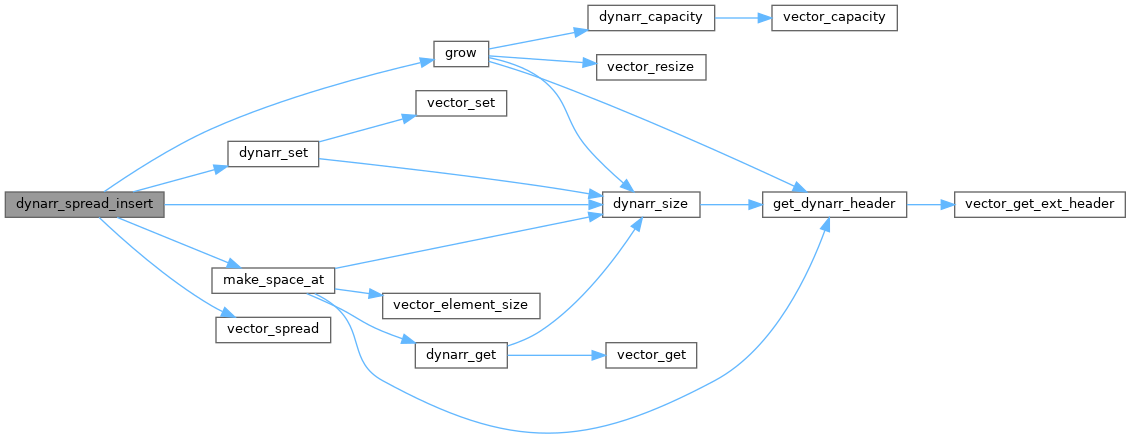 dynarr_capacity
vector_capacity
grow
vector_resize
vector_set
dynarr_set
dynarr_spread_insert
dynarr_size
get_dynarr_header
vector_get_ext_header
make_space_at
vector_element_size
vector_spread
dynarr_get
vector_get